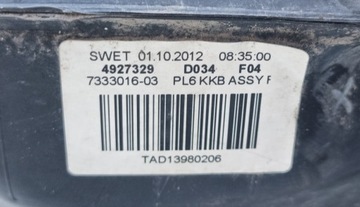 SWET 01.10.2012 08:35:00
4927329 D034 F04
7333016-03 PL6 KKB ASSY F
TAD13980206